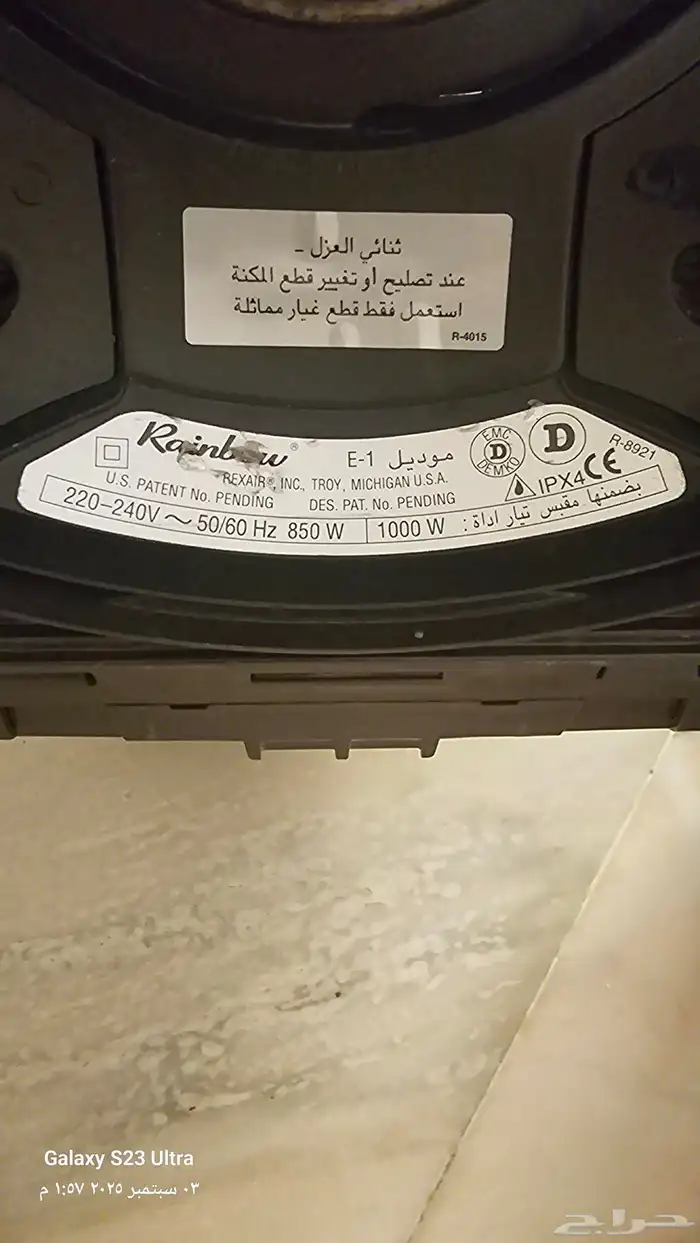 ثنائي العزل -
عند تصليح أو تغيير قطع المكنة
استعمل فقط قطع غيار مماثلة
R-4015
Rainbow® موديل E-1
REXAIR®, INC., TROY, MICHIGAN U.S.A.
U.S. PATENT No. PENDING DES. PAT. No. PENDING
EMC D DEMKO
D
R-8921
IPX4 CE
220-240V ~ 50/60 Hz 850 W
بضمنها مقبس تيار اداة : 1000 W
Galaxy S23 Ultra
٠٣ سبتمبر ٢٠٢٥ ١:٥٧ م
حراج